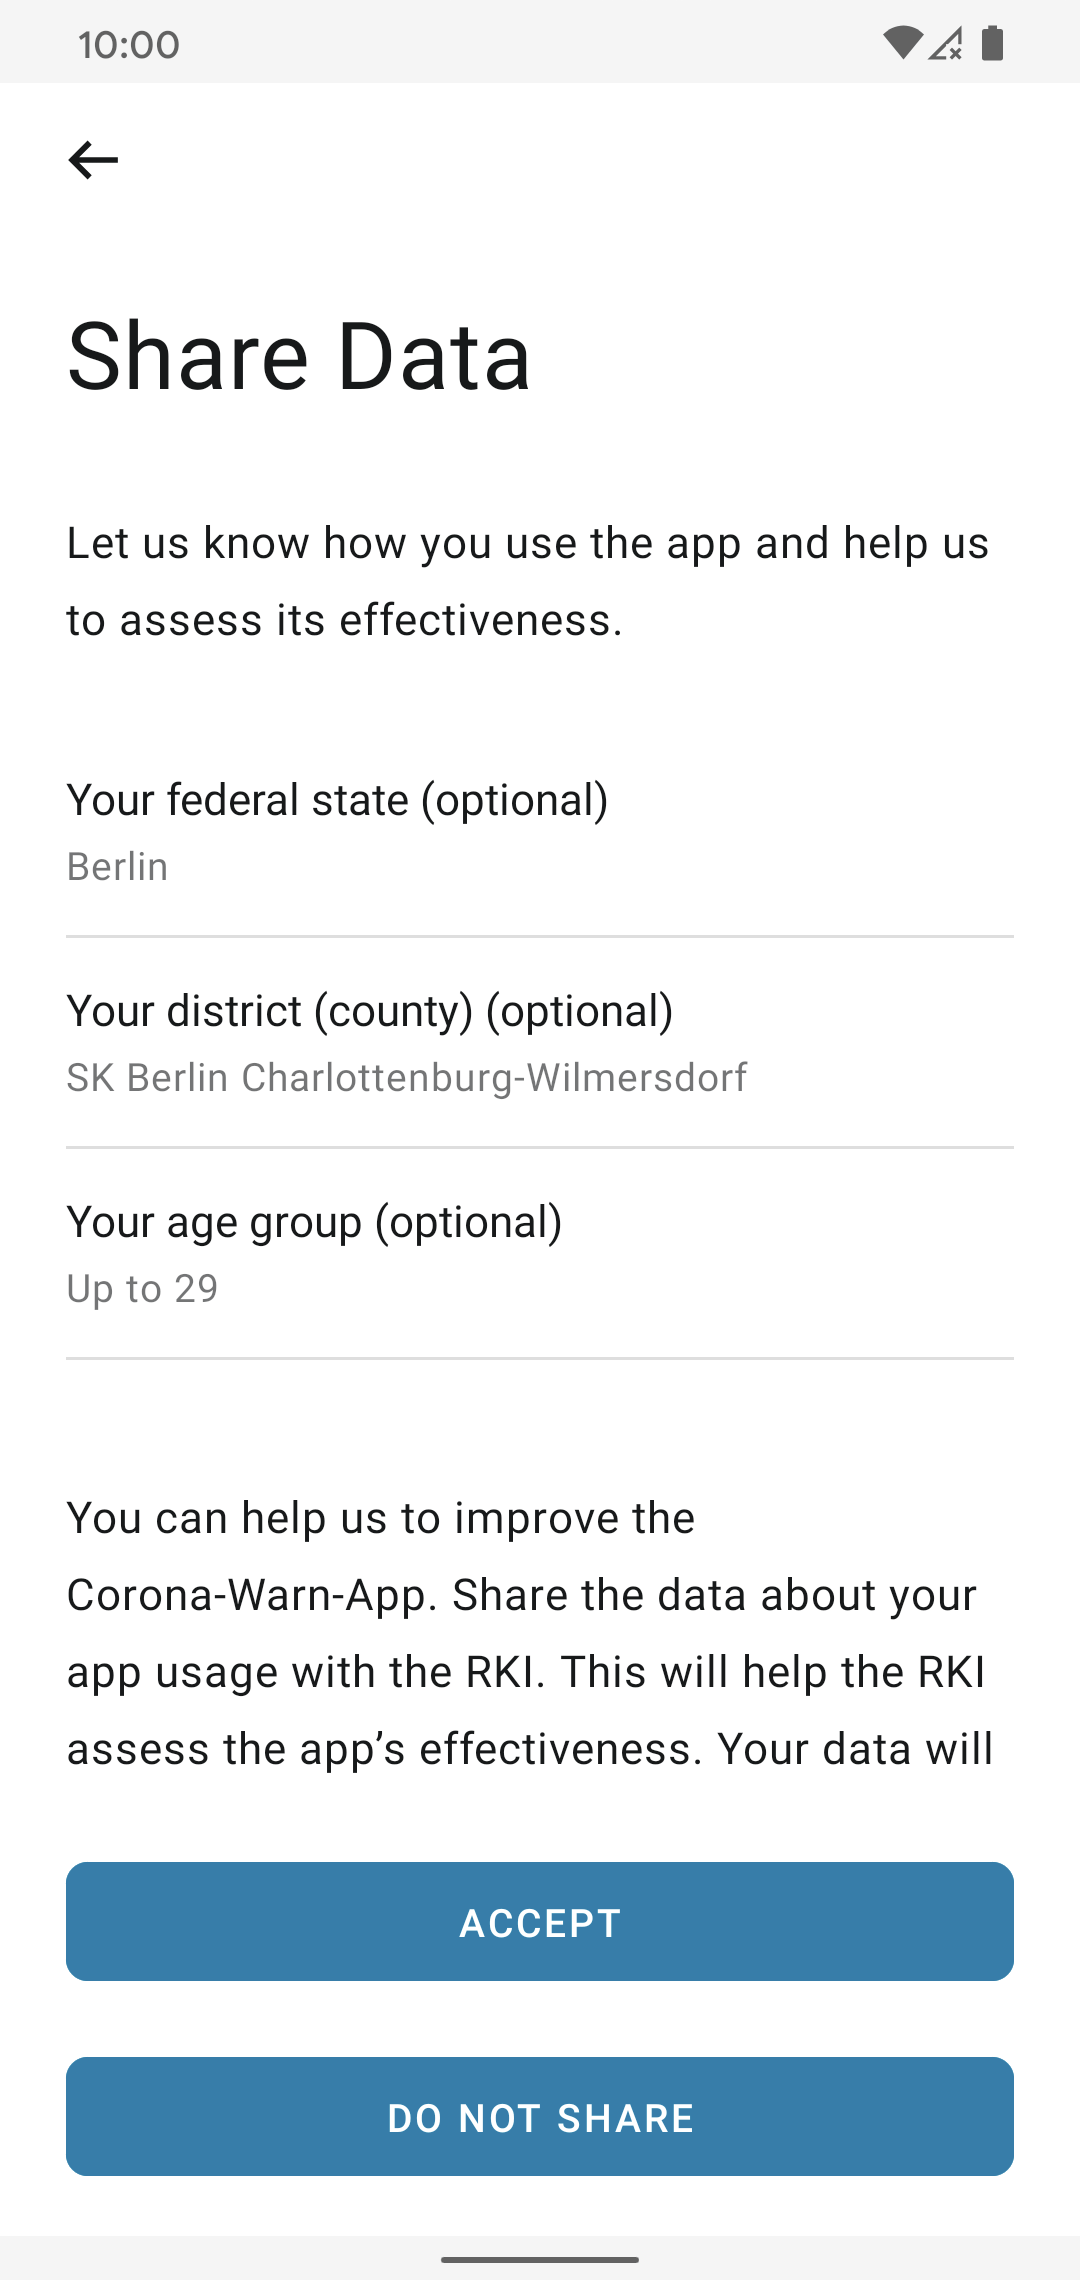 10:00
Share Data
Let us know how you use the app and help us
to assess its effectiveness.
Your federal state (optional)
Berlin
Your district (county) (optional)
SK Berlin Charlottenburg-Wilmersdorf
Your age group (optional)
Up to 29
You can help us to improve the
Corona-Warn-App. Share the data about your
app usage with the RKI. This will help the RKI
assess the app’s effectiveness. Your data will
ACCEPT
DO NOT SHARE